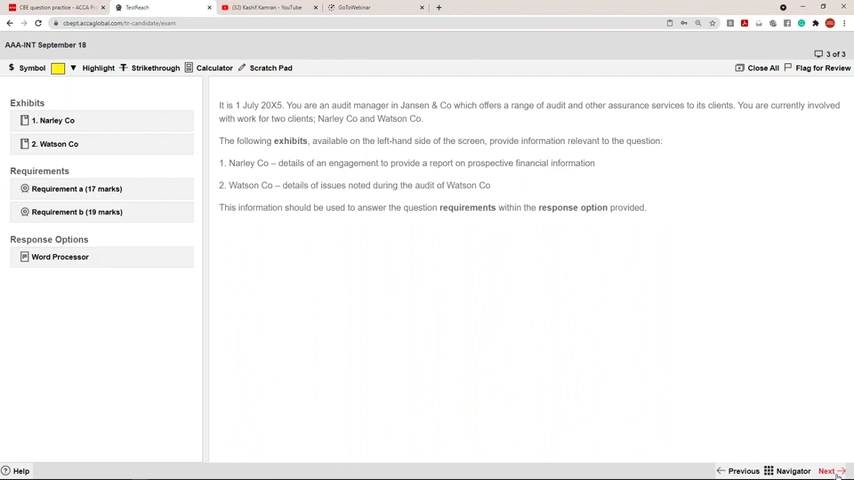 CBE question practice - ACCA Pr
TestReach
(32) Kashif Kamran - YouTube
GoToWebinar
cbept.accaglobal.com/tr-candidate/exam
AAA-INT September 18
3 of 3
$ Symbol Highlight Strikethrough Calculator Scratch Pad Close All Flag for Review
Exhibits
1. Narley Co
2. Watson Co
Requirements
Requirement a (17 marks)
Requirement b (19 marks)
Response Options
Word Processor
It is 1 July 20X5. You are an audit manager in Jansen & Co which offers a range of audit and other assurance services to its clients. You are currently involved
with work for two clients; Narley Co and Watson Co.
The following exhibits, available on the left-hand side of the screen, provide information relevant to the question:
1. Narley Co – details of an engagement to provide a report on prospective financial information
2. Watson Co – details of issues noted during the audit of Watson Co
This information should be used to answer the question requirements within the response option provided.
Help
Previous Navigator Next